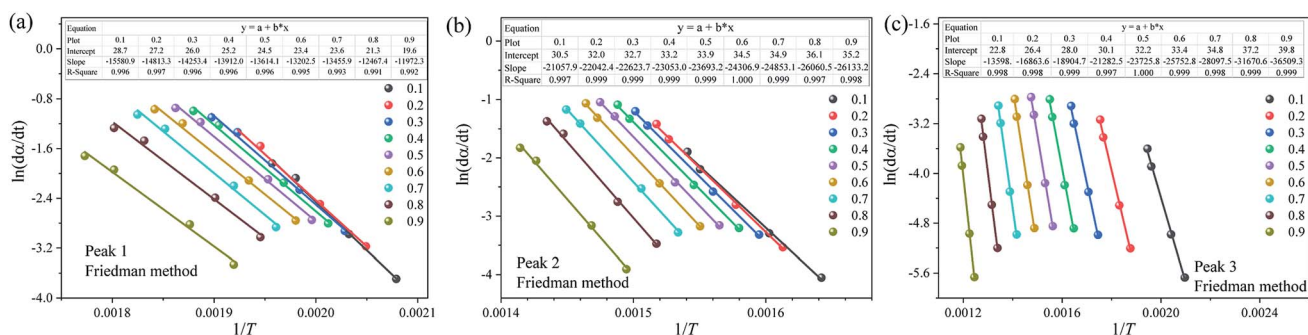 (a)
Equation y = a + b*x
Plot 0.1 0.2 0.3 0.4 0.5 0.6 0.7 0.8 0.9
Intercept 28.7 27.2 26.0 25.2 24.5 23.4 23.6 21.3 19.6
Slope -15580.9 -14813.3 -14253.4 -13912.0 -13614.1 -13202.5 -13455.9 -12467.4 -11972.3
R-Square 0.996 0.997 0.996 0.996 0.995 0.996 0.993 0.991 0.992
0.0
-0.8
-1.6
-2.4
-3.2
-4.0
ln(dα/dt)
0.1
0.2
0.3
0.4
0.5
0.6
0.7
0.8
0.9
Peak 1
Friedman method
0.0018 0.0019 0.0020 0.0021
1/T
(b)
Equation y = a + b*x
Plot 0.1 0.2 0.3 0.4 0.5 0.6 0.7 0.8 0.9
Intercept 30.5 32.0 32.7 33.2 33.9 34.5 34.9 36.1 35.2
Slope -21057.9 -22042.4 -22623.7 -23053.0 -23693.2 -24306.9 -24853.1 -26060.5 -26133.2
R-Square 0.997 0.999 0.999 0.999 0.999 1.000 0.999 0.999 0.998
0
-1
-2
-3
-4
ln(dα/dt)
0.1
0.2
0.3
0.4
0.5
0.6
0.7
0.8
0.9
Peak 2
Friedman method
0.0014 0.0015 0.0016
1/T
(c)
Equation y = a + b*x
Plot 0.1 0.2 0.3 0.4 0.5 0.6 0.7 0.8 0.9
Intercept 22.8 26.4 28.0 30.1 32.2 33.4 34.8 37.2 39.8
Slope -13598. -16863.6 -18904.7 -21282.5 -23725.8 -25752.8 -28097.5 -31670.6 -36509.3
R-Square 0.998 0.998 0.999 0.997 1.000 0.999 0.998 0.999 0.999
-1.6
-2.4
-3.2
-4.0
-4.8
-5.6
ln(dα/dt)
0.1
0.2
0.3
0.4
0.5
0.6
0.7
0.8
0.9
Peak 3
Friedman method
0.0012 0.0016 0.0020 0.0024
1/T